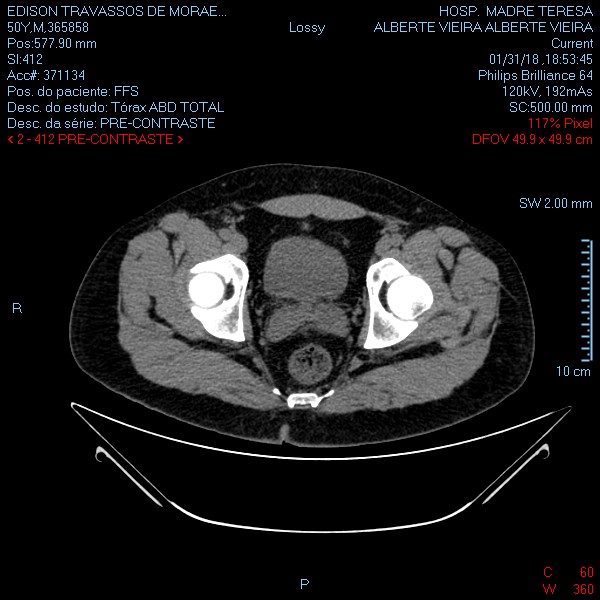 EDISON TRAVASSOS DE MORAE...
50Y,M,365858
Pos:577.90 mm
Sl:412
Acc#: 371134
Pos. do paciente: FFS
Desc. do estudo: Tórax ABD TOTAL
Desc. da série: PRE-CONTRASTE
< 2 - 412 PRE-CONTRASTE >
Lossy
HOSP. MADRE TERESA
ALBERTE VIEIRA ALBERTE VIEIRA
Current
01/31/18 ,18:53:45
Philips Brilliance 64
120kV, 192mAs
SC:500.00 mm
117% Pixel
DFOV 49.9 x 49.9 cm
SW 2.00 mm
R
10 cm
P
C 60
W 360